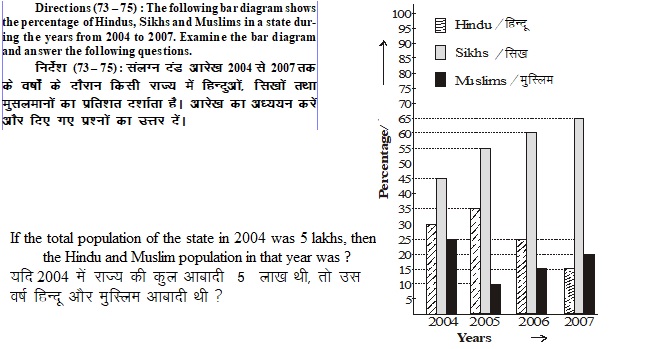 Directions (73 – 75) : The following bar diagram shows
the percentage of Hindus, Sikhs and Muslims in a state dur-
ing the years from 2004 to 2007. Examine the bar diagram
and answer the following questions.
निर्देश (73 – 75) : संलग्न दंड आरेख 2004 से 2007 तक
के वर्षों के दौरान किसी राज्य में हिन्दुओं, सिखों तथा
मुसलमानों का प्रतिशत दर्शाता है। आरेख का अध्ययन करें
और दिए गए प्रश्नों का उत्तर दें।
If the total population of the state in 2004 was 5 lakhs, then
the Hindu and Muslim population in that year was ?
यदि 2004 में राज्य की कुल आबादी 5 लाख थी, तो उस
वर्ष हिन्दू और मुस्लिम आबादी थी ?
Hindu / हिन्दू
Sikhs / सिख
Muslims / मुस्लिम
Percentage/
100
95
90
85
80
75
70
65
60
55
50
45
40
35
30
25
20
15
10
5
2004 2005 2006 2007
Years